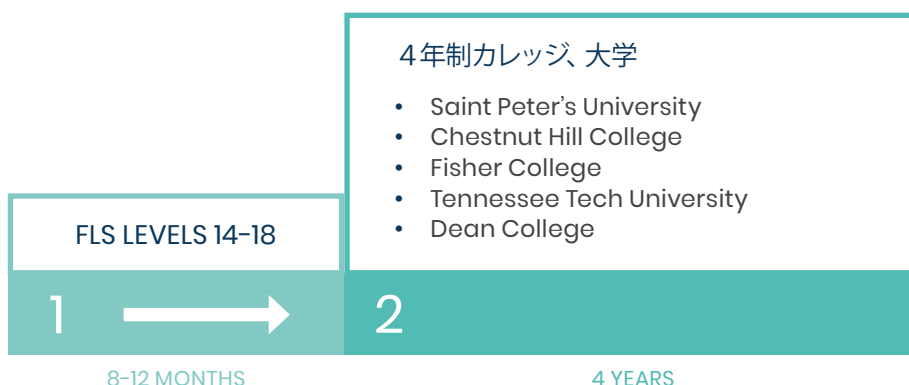 4年制カレッジ、大学
• Saint Peter's University
• Chestnut Hill College
• Fisher College
• Tennessee Tech University
• Dean College
FLS LEVELS 14-18
1
2
8-12 MONTHS
4 YEARS